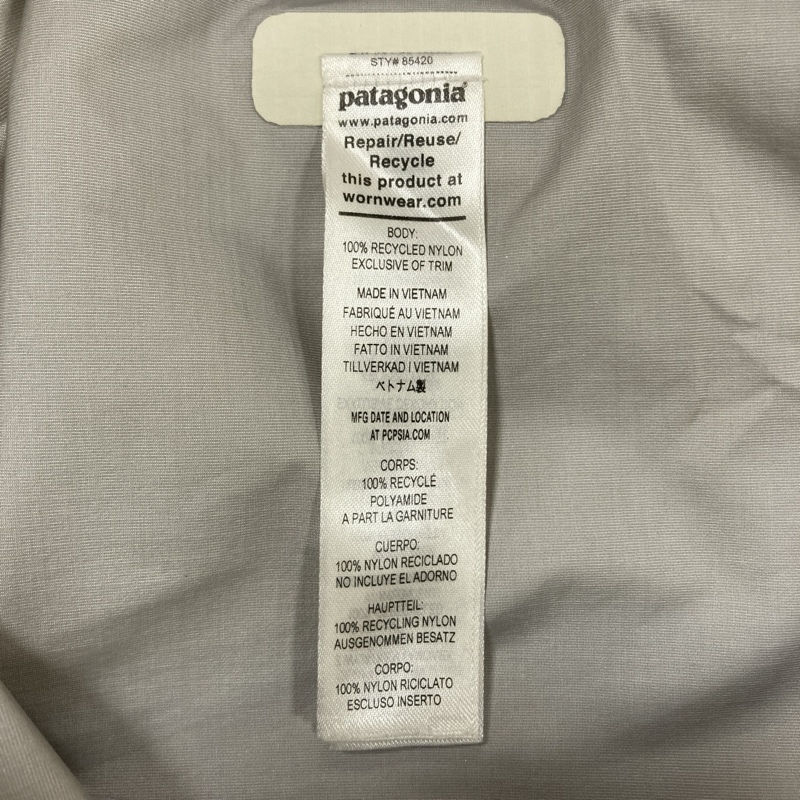 STY# 85420
patagonia®
www.patagonia.com
Repair/Reuse/
Recycle
this product at
wornwear.com
BODY:
100% RECYCLED NYLON
EXCLUSIVE OF TRIM
MADE IN VIETNAM
FABRIQUÉ AU VIETNAM
HECHO EN VIETNAM
FATTO IN VIETNAM
TILLVERKAD I VIETNAM
ベトナム製
MFG DATE AND LOCATION
AT PCPSIA.COM
CORPS:
100% RECYCLÉ
POLYAMIDE
A PART LA GARNITURE
CUERPO:
100% NYLON RECICLADO
NO INCLUYE EL ADORNO
HAUPTTEIL:
100% RECYCLING NYLON
AUSGENOMMEN BESATZ
CORPO:
100% NYLON RICICLATO
ESCLUSO INSERTO